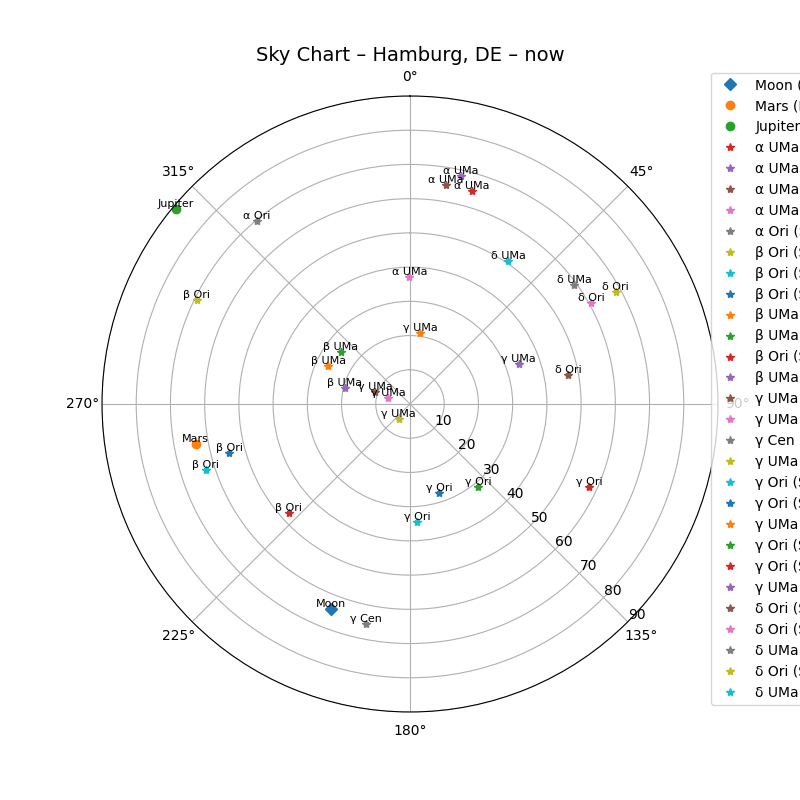 Sky Chart – Hamburg, DE – now
0°
Moon (
Mars (
Jupiter
α UMa
α UMa
α UMa
α UMa
α Ori (S
β Ori (S
β Ori (S
β Ori (S
β UMa
β UMa
β Ori (S
β UMa
γ UMa
γ UMa
γ Cen
γ UMa
γ Ori (S
γ Ori (S
γ UMa
γ Ori (S
γ Ori (S
γ UMa
δ Ori (S
δ Ori (S
δ UMa
δ Ori (S
δ UMa
315°
45°
α UMa
α UMa
α UMa
Jupiter
α Ori
δ UMa
α UMa
δ UMa
δ Ori
β Ori
δ Ori
γ UMa
β UMa
β UMa
γ UMa
δ Ori
β UMa
γ UMa
γ UMa
270°
90°
γ UMa
10
Mars
β Ori
20
β Ori
30
γ Ori
γ Ori
γ Ori
40
β Ori
γ Ori
50
60
70
80
Moon
90
γ Cen
225°
135°
180°